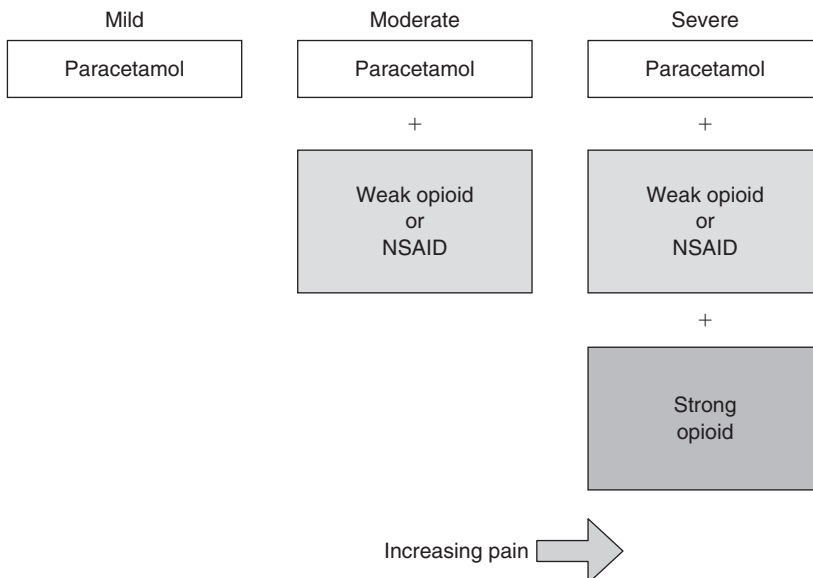 Mild
Moderate
Severe
Paracetamol
Paracetamol
Paracetamol
+
+
Weak opioid
or
NSAID
Weak opioid
or
NSAID
+
Strong
opioid
Increasing pain